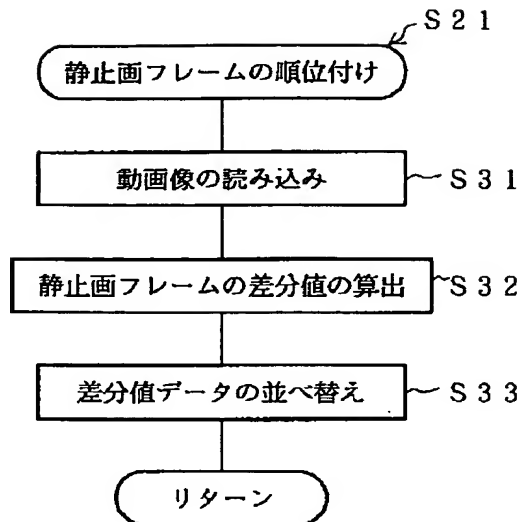 S21
静止画フレームの順位付け
動画像の読み込み S31
静止画フレームの差分値の算出 S32
差分値データの並べ替え S33
リターン